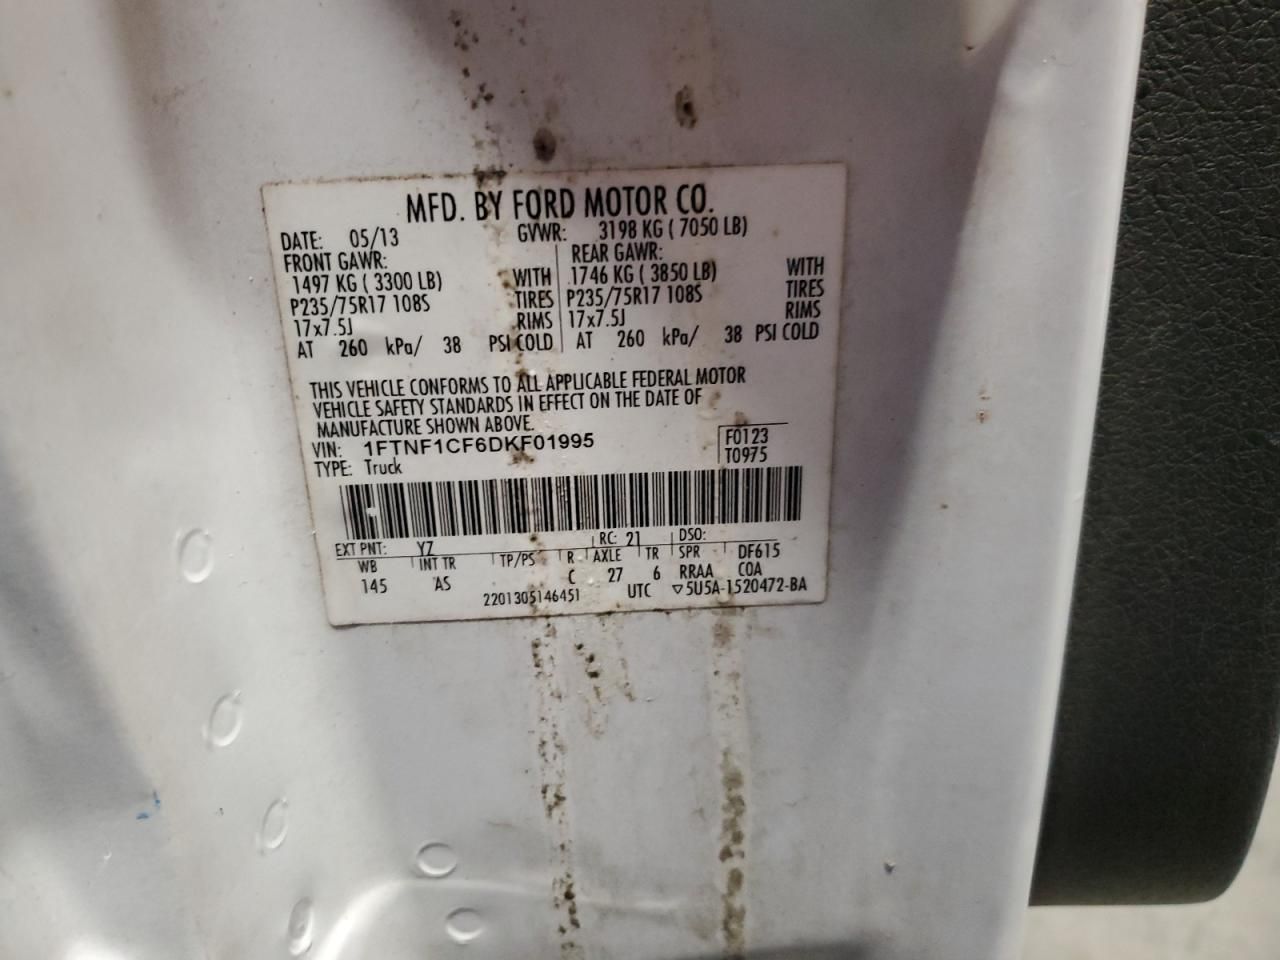 MFD. BY FORD MOTOR CO.
DATE: 05/13 GVWR: 3198 KG ( 7050 LB)
FRONT GAWR: REAR GAWR:
1497 KG ( 3300 LB) WITH 1746 KG ( 3850 LB) WITH
P235/75R17 108S TIRES P235/75R17 108S TIRES
17x7.5J RIMS 17x7.5J RIMS
AT 260 kPa/ 38 PSI COLD AT 260 kPa/ 38 PSI COLD
THIS VEHICLE CONFORMS TO ALL APPLICABLE FEDERAL MOTOR
VEHICLE SAFETY STANDARDS IN EFFECT ON THE DATE OF
MANUFACTURE SHOWN ABOVE.
VIN: 1FTNF1CF6DKF01995 F0123
TYPE: Truck T0975
EXT PNT: YZ RC: 21 DSO:
WB INT TR TP/PS R AXLE TR SPR DF615
145 AS C 27 6 RRAA COA
2201305146451 UTC ▽5U5A-1520472-BA